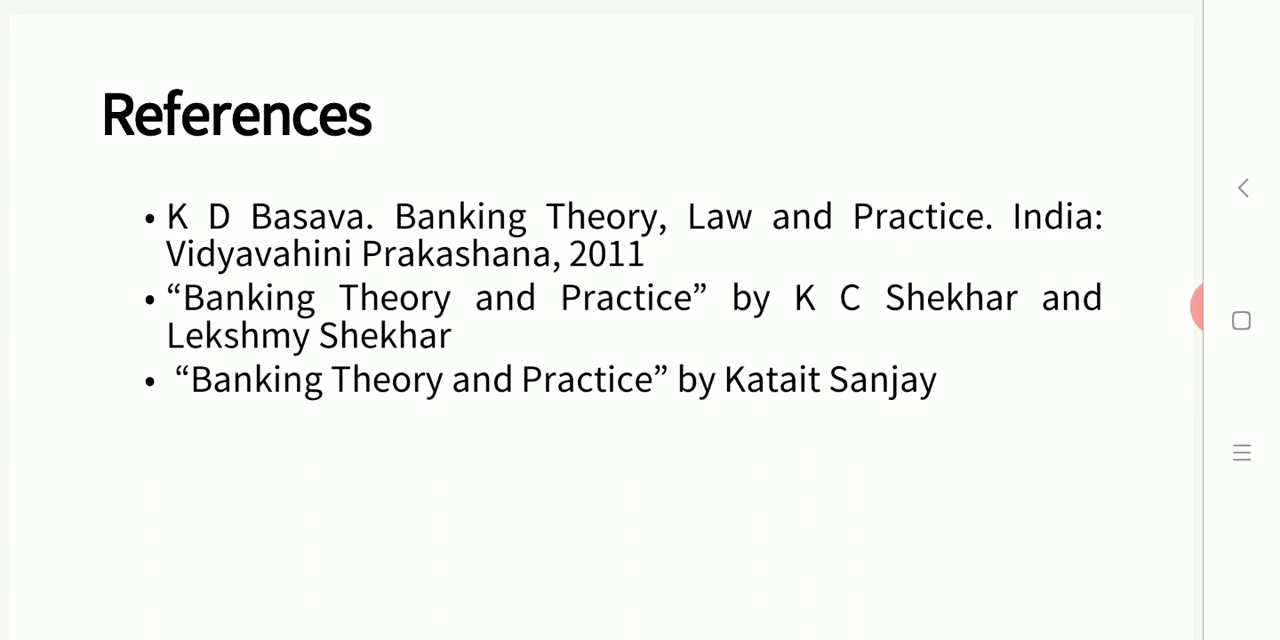 References
• K D Basava. Banking Theory, Law and Practice. India:
Vidyavahini Prakashana, 2011
• “Banking Theory and Practice” by K C Shekhar and
Lekshmy Shekhar
• “Banking Theory and Practice” by Katait Sanjay